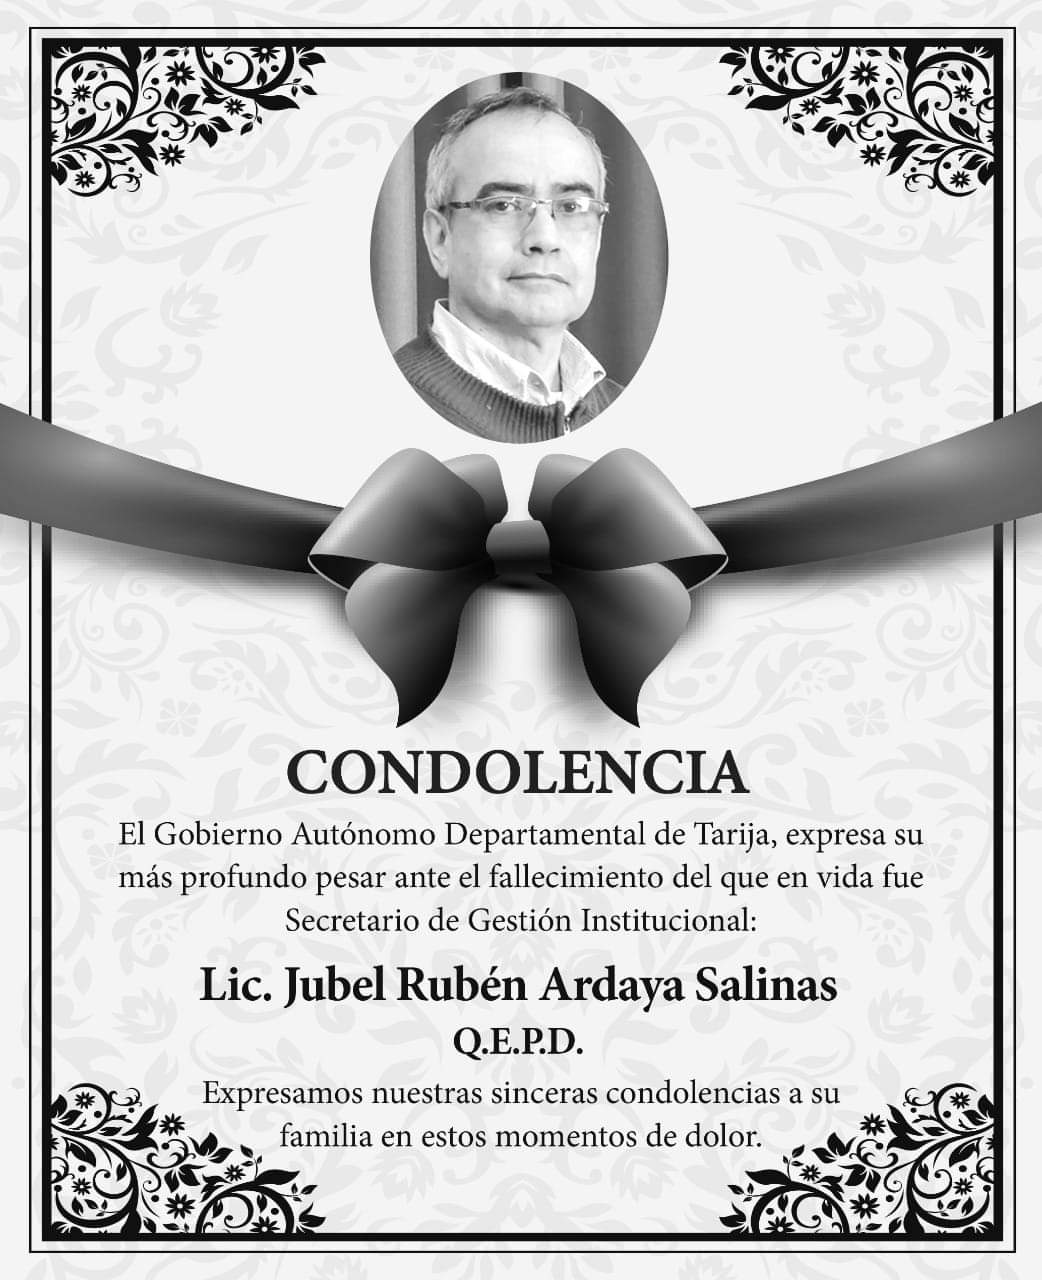 CONDOLENCIA
El Gobierno Autónomo Departamental de Tarija, expresa su
más profundo pesar ante el fallecimiento del que en vida fue
Secretario de Gestión Institucional:
Lic. Jubel Rubén Ardaya Salinas
Q.E.P.D.
Expresamos nuestras sinceras condolencias a su
familia en estos momentos de dolor.